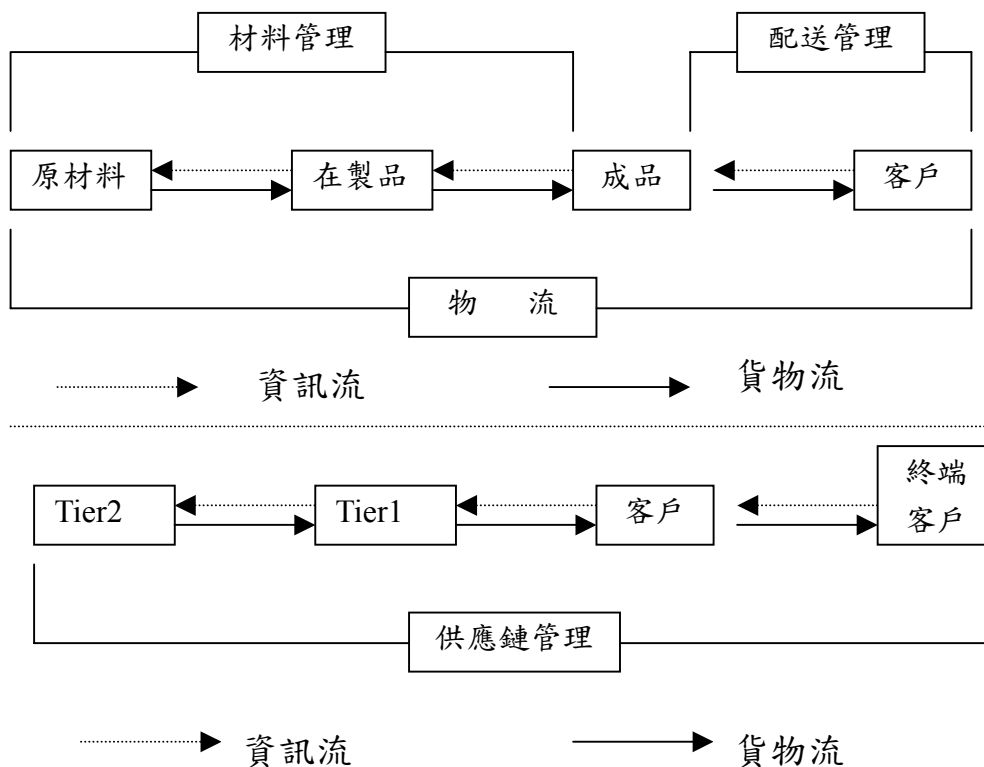 材料管理
配送管理
原材料
在製品
成品
客戶
物 流
資訊流
貨物流
Tier2
Tier1
客戶
終端
客戶
供應鏈管理
資訊流
貨物流